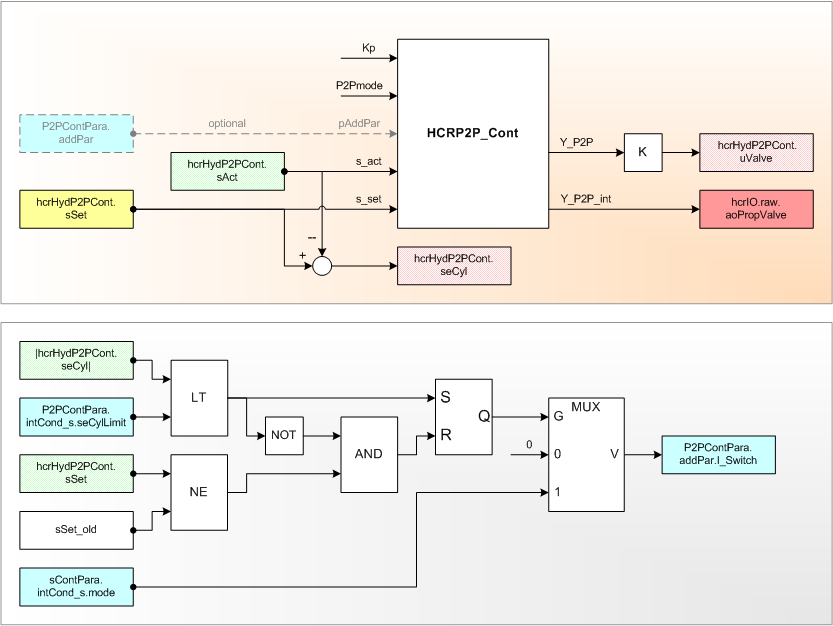 Kp
P2Pmode
P2PContPara.
addPar
optional
pAddPar
HCRP2P_Cont
hcrHydP2PCont.
sAct
s_act
Y_P2P
K
hcrHydP2PCont.
uValve
hcrHydP2PCont.
sSet
s_set
Y_P2P_int
hcrIO.raw.
aoPropValve
--
+
hcrHydP2PCont.
seCyl
|hcrHydP2PCont.
seCyl|
LT
P2PContPara.
intCond_s.seCylLimit
S
Q
R
NOT
AND
MUX
G
0
0
V
1
P2PContPara.
addPar.I_Switch
hcrHydP2PCont.
sSet
NE
sSet_old
sContPara.
intCond_s.mode